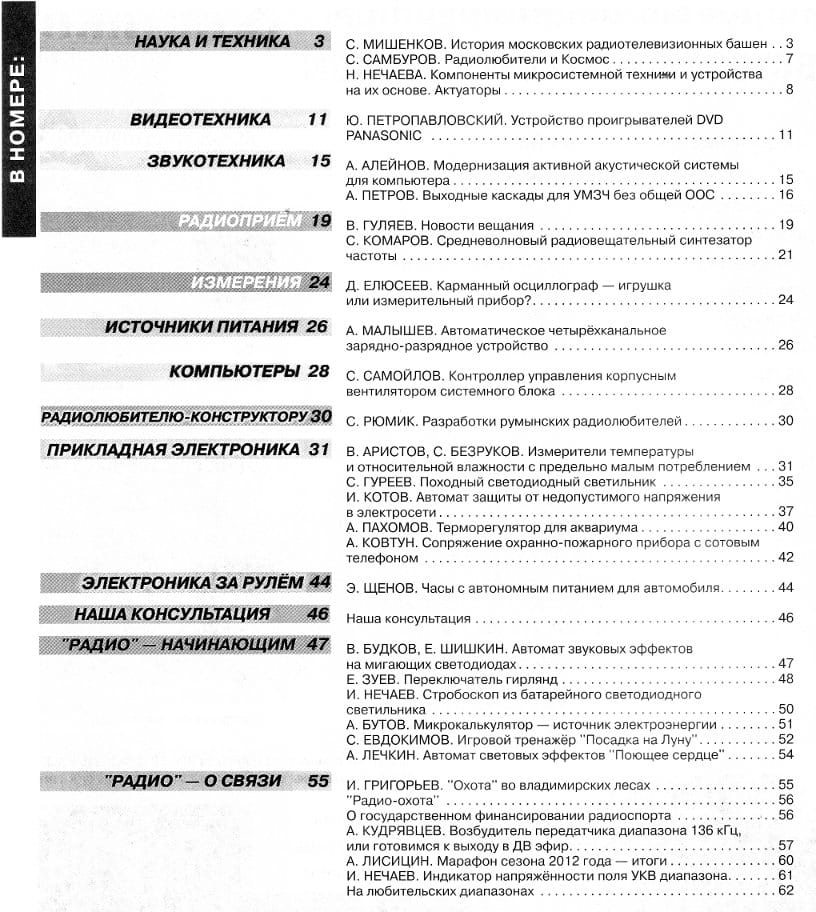 В НОМЕРЕ:
НАУКА И ТЕХНИКА 3
С. МИШЕНКОВ. История московских радиотелевизионных башен . . 3
С. САМБУРОВ. Радиолюбители и Космос . . . . . . . . . . . . . . . . . . . . . 7
Н. НЕЧАЕВА. Компоненты микросистемной техники и устройства
на их основе. Актуаторы . . . . . . . . . . . . . . . . . . . . . . . . . . . . . 8
ВИДЕОТЕХНИКА 11
Ю. ПЕТРОПАВЛОВСКИЙ. Устройство проигрывателей DVD
PANASONIC . . . . . . . . . . . . . . . . . . . . . . . . . . . . . . . . . . . 11
ЗВУКОТЕХНИКА 15
А. АЛЕЙНОВ. Модернизация активной акустической системы
для компьютера . . . . . . . . . . . . . . . . . . . . . . . . . . . . . . . . . 15
А. ПЕТРОВ. Выходные каскады для УМЗЧ без общей ООС . . . . . . . 16
РАДИОПРИЁМ 19
В. ГУЛЯЕВ. Новости вещания . . . . . . . . . . . . . . . . . . . . . . . . . . 19
С. КОМАРОВ. Средневолновый радиовещательный синтезатор
частоты . . . . . . . . . . . . . . . . . . . . . . . . . . . . . . . . . . . . . . 21
ИЗМЕРЕНИЯ 24
Д. ЕЛЮСЕЕВ. Карманный осциллограф — игрушка
или измерительный прибор?. . . . . . . . . . . . . . . . . . . . . . . . . . 24
ИСТОЧНИКИ ПИТАНИЯ 26
А. МАЛЫШЕВ. Автоматическое четырёхканальное
зарядно-разрядное устройство . . . . . . . . . . . . . . . . . . . . . . . . 26
КОМПЬЮТЕРЫ 28
С. САМОЙЛОВ. Контроллер управления корпусным
вентилятором системного блока . . . . . . . . . . . . . . . . . . . . . . . 28
РАДИОЛЮБИТЕЛЮ-КОНСТРУКТОРУ 30
С. РЮМИК. Разработки румынских радиолюбителей . . . . . . . . . . 30
ПРИКЛАДНАЯ ЭЛЕКТРОНИКА 31
В. АРИСТОВ, С. БЕЗРУКОВ. Измерители температуры
и относительной влажности с предельно малым потреблением . . . 31
С. ГУРЕЕВ. Походный светодиодный светильник . . . . . . . . . . . . . 35
И. КОТОВ. Автомат защиты от недопустимого напряжения
в электросети . . . . . . . . . . . . . . . . . . . . . . . . . . . . . . . . . . . 37
А. ПАХОМОВ. Терморегулятор для аквариума . . . . . . . . . . . . . . . 40
А. КОВТУН. Сопряжение охранно-пожарного прибора с сотовым
телефоном . . . . . . . . . . . . . . . . . . . . . . . . . . . . . . . . . . . . 42
ЭЛЕКТРОНИКА ЗА РУЛЁМ 44
Э. ЩЕНОВ. Часы с автономным питанием для автомобиля. . . . . . . 44
НАША КОНСУЛЬТАЦИЯ 46
Наша консультация . . . . . . . . . . . . . . . . . . . . . . . . . . . . . . . . 46
"РАДИО" — НАЧИНАЮЩИМ 47
В. БУДКОВ, Е. ШИШКИН. Автомат звуковых эффектов
на мигающих светодиодах . . . . . . . . . . . . . . . . . . . . . . . . . . . 47
Е. ЗУЕВ. Переключатель гирлянд . . . . . . . . . . . . . . . . . . . . . . . 48
И. НЕЧАЕВ. Стробоскоп из батарейного светодиодного
светильника . . . . . . . . . . . . . . . . . . . . . . . . . . . . . . . . . . . . 50
А. БУТОВ. Микрокалькулятор — источник электроэнергии . . . . . . . 51
С. ЕВДОКИМОВ. Игровой тренажёр "Посадка на Луну" . . . . . . . . . 52
А. ЛЕЧКИН. Автомат световых эффектов "Поющее сердце" . . . . . . 54
"РАДИО" — О СВЯЗИ 55
И. ГРИГОРЬЕВ. "Охота" во владимирских лесах . . . . . . . . . . . . . . 55
"Радио-охота" . . . . . . . . . . . . . . . . . . . . . . . . . . . . . . . . . . . 56
О государственном финансировании радиоспорта . . . . . . . . . . . 56
А. КУДРЯВЦЕВ. Возбудитель передатчика диапазона 136 кГц,
или готовимся к выходу в ДВ эфир. . . . . . . . . . . . . . . . . . . . . . 57
А. ЛИСИЦИН. Марафон сезона 2012 года — итоги . . . . . . . . . . . . 60
И. НЕЧАЕВ. Индикатор напряжённости поля УКВ диапазона. . . . . . 61
На любительских диапазонах . . . . . . . . . . . . . . . . . . . . . . . . . 62